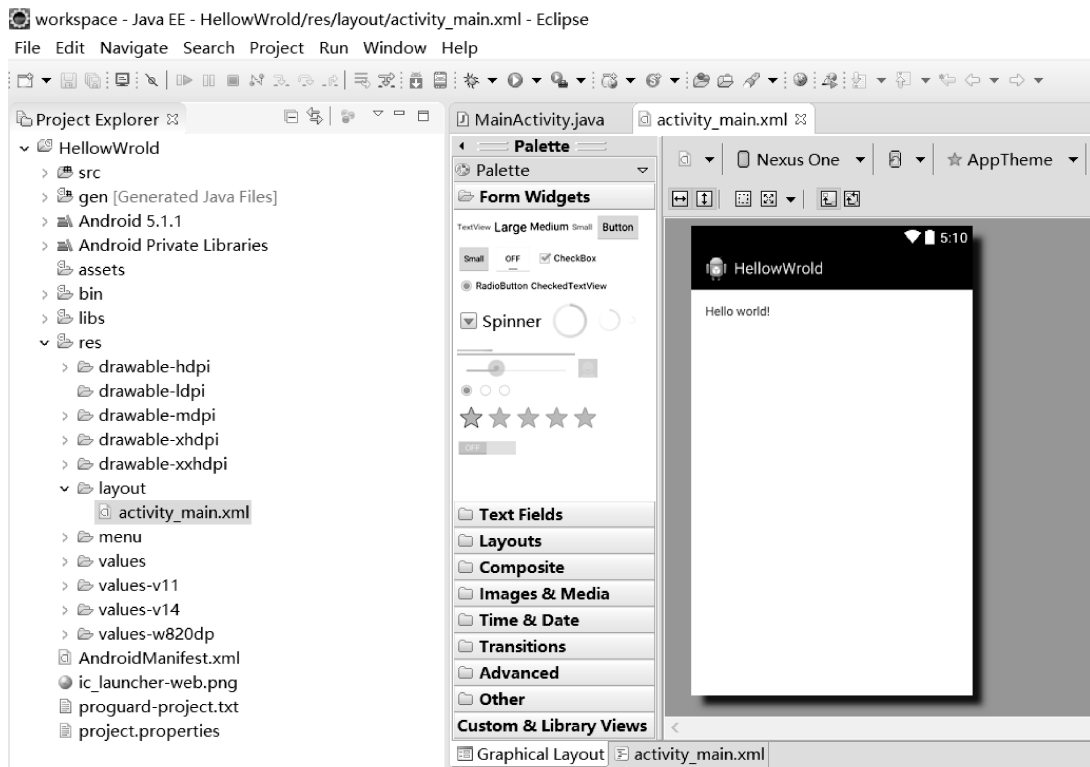 workspace - Java EE - HellowWrold/res/layout/activity_main.xml - Eclipse
File Edit Navigate Search Project Run Window Help
Project Explorer
HellowWrold
src
gen [Generated Java Files]
Android 5.1.1
Android Private Libraries
assets
bin
libs
res
drawable-hdpi
drawable-ldpi
drawable-mdpi
drawable-xhdpi
drawable-xxhdpi
layout
activity_main.xml
menu
values
values-v11
values-v14
values-w820dp
AndroidManifest.xml
ic_launcher-web.png
proguard-project.txt
project.properties
MainActivity.java activity_main.xml
Palette
Palette
Form Widgets
TextView Large Medium Small Button
Small OFF CheckBox
RadioButton CheckedTextView
Spinner
OFF
Text Fields
Layouts
Composite
Images & Media
Time & Date
Transitions
Advanced
Other
Custom & Library Views
Graphical Layout activity_main.xml
Nexus One AppTheme
5:10
HellowWrold
Hello world!